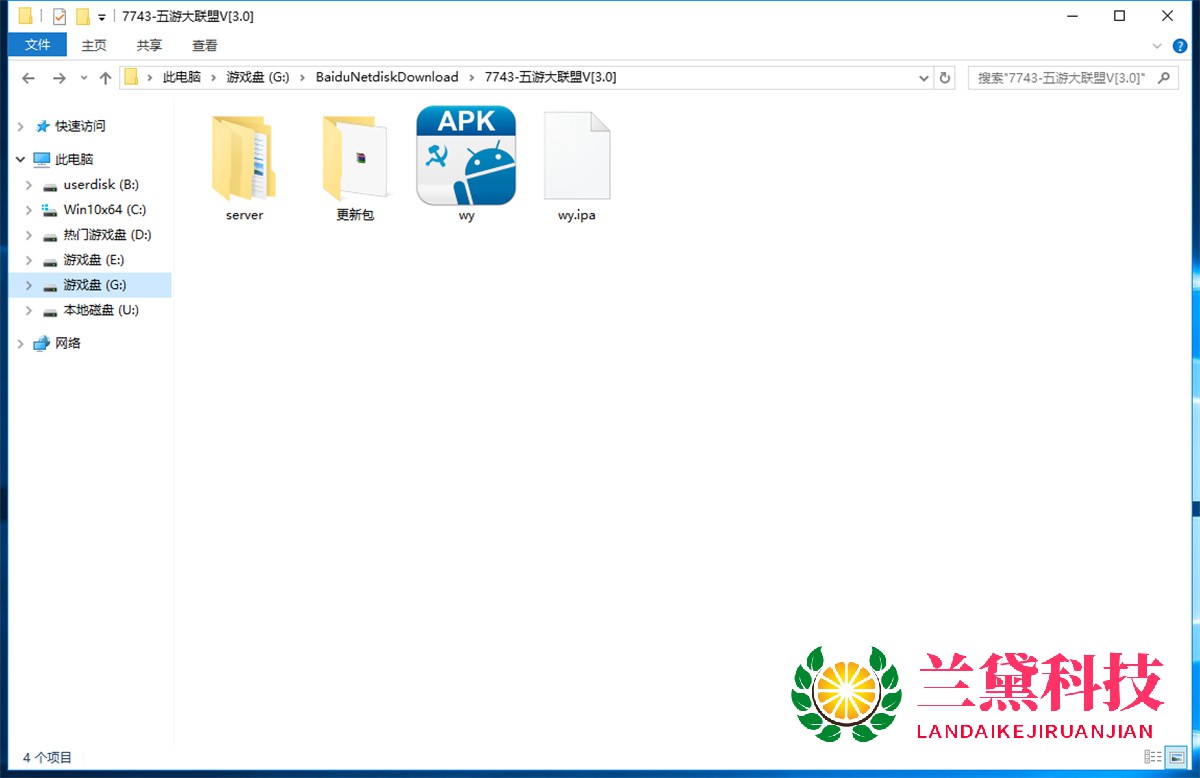 7743-五游大联盟V[3.0]
文件 主页 共享 查看
此电脑 游戏盘 (G:) BaiduNetdiskDownload 7743-五游大联盟V[3.0] 搜索"7743-五游大联盟V[3.0]"
快速访问
此电脑
userdisk (B:)
Win10x64 (C:)
热门游戏盘 (D:)
游戏盘 (E:)
游戏盘 (G:)
本地磁盘 (U:)
网络
APK
server 更新包 wy wy.ipa
兰黛科技
LANDAIKEJIRUANJIAN
4 个项目